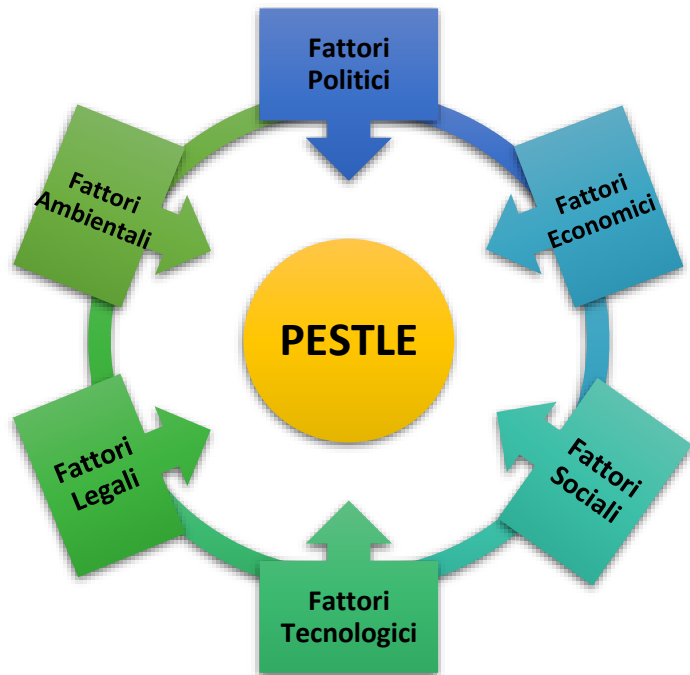 Fattori
Politici
Fattori
Economici
Fattori
Sociali
Fattori
Tecnologici
Fattori
Legali
Fattori
Ambientali
PESTLE